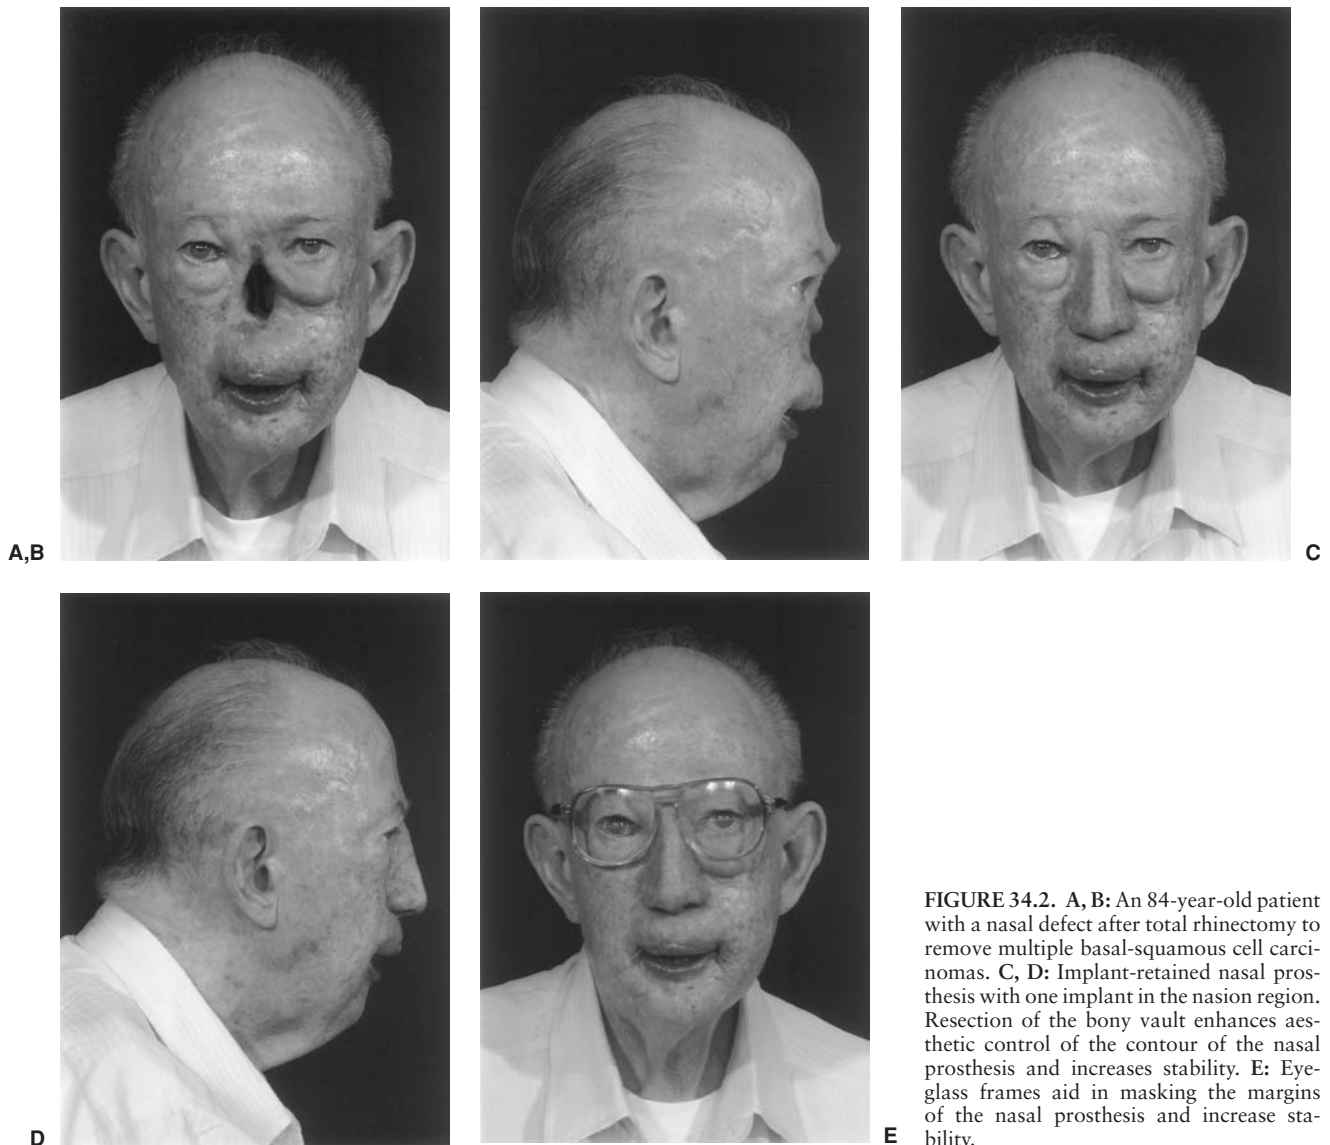 A,B
C
D
E
FIGURE 34.2. A, B: An 84-year-old patient
with a nasal defect after total rhinectomy to
remove multiple basal-squamous cell carci-
nomas. C, D: Implant-retained nasal pros-
thesis with one implant in the nasion region.
Resection of the bony vault enhances aes-
thetic control of the contour of the nasal
prosthesis and increases stability. E: Eye-
glass frames aid in masking the margins
of the nasal prosthesis and increase sta-
bility.